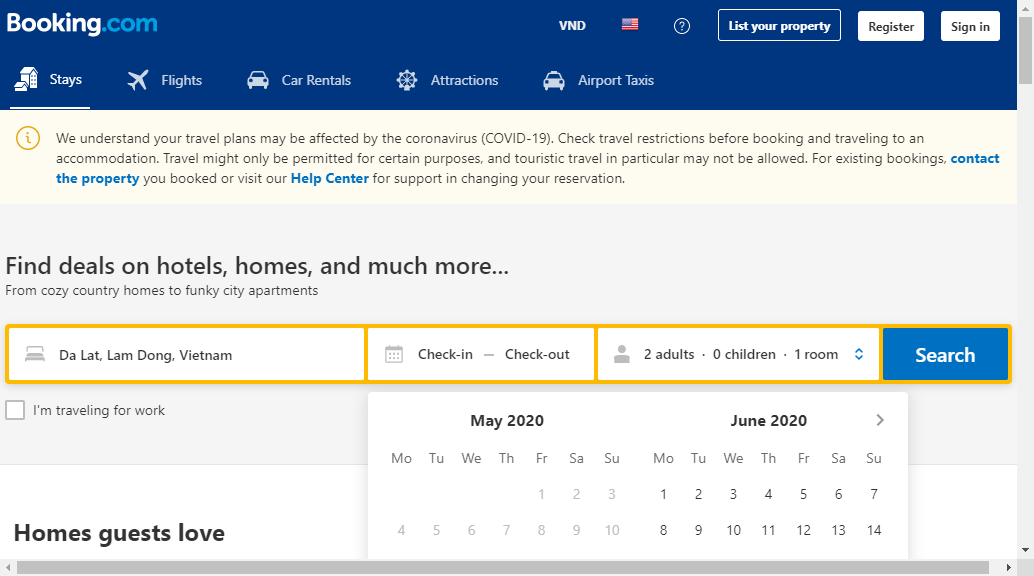 Booking.com
VND
List your property
Register
Sign in
Stays
Flights
Car Rentals
Attractions
Airport Taxis
We understand your travel plans may be affected by the coronavirus (COVID-19). Check travel restrictions before booking and traveling to an
accommodation. Travel might only be permitted for certain purposes, and touristic travel in particular may not be allowed. For existing bookings, contact
the property you booked or visit our Help Center for support in changing your reservation.
Find deals on hotels, homes, and much more...
From cozy country homes to funky city apartments
Da Lat, Lam Dong, Vietnam
Check-in — Check-out
2 adults · 0 children · 1 room
Search
I'm traveling for work
May 2020
Mo Tu We Th Fr Sa Su
1 2 3
4 5 6 7 8 9 10
June 2020
Mo Tu We Th Fr Sa Su
1 2 3 4 5 6 7
8 9 10 11 12 13 14
Homes guests love